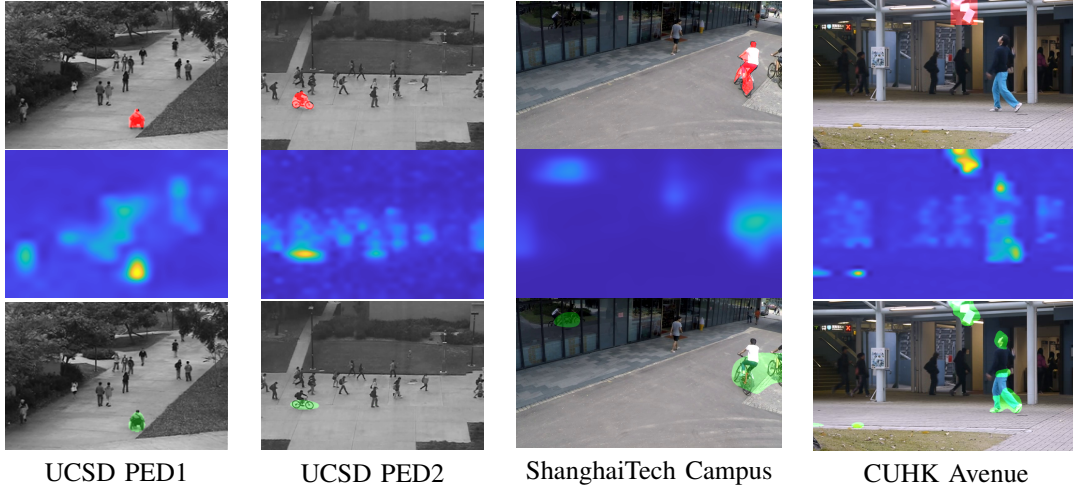 UCSD PED1
UCSD PED2
ShanghaiTech Campus
CUHK Avenue